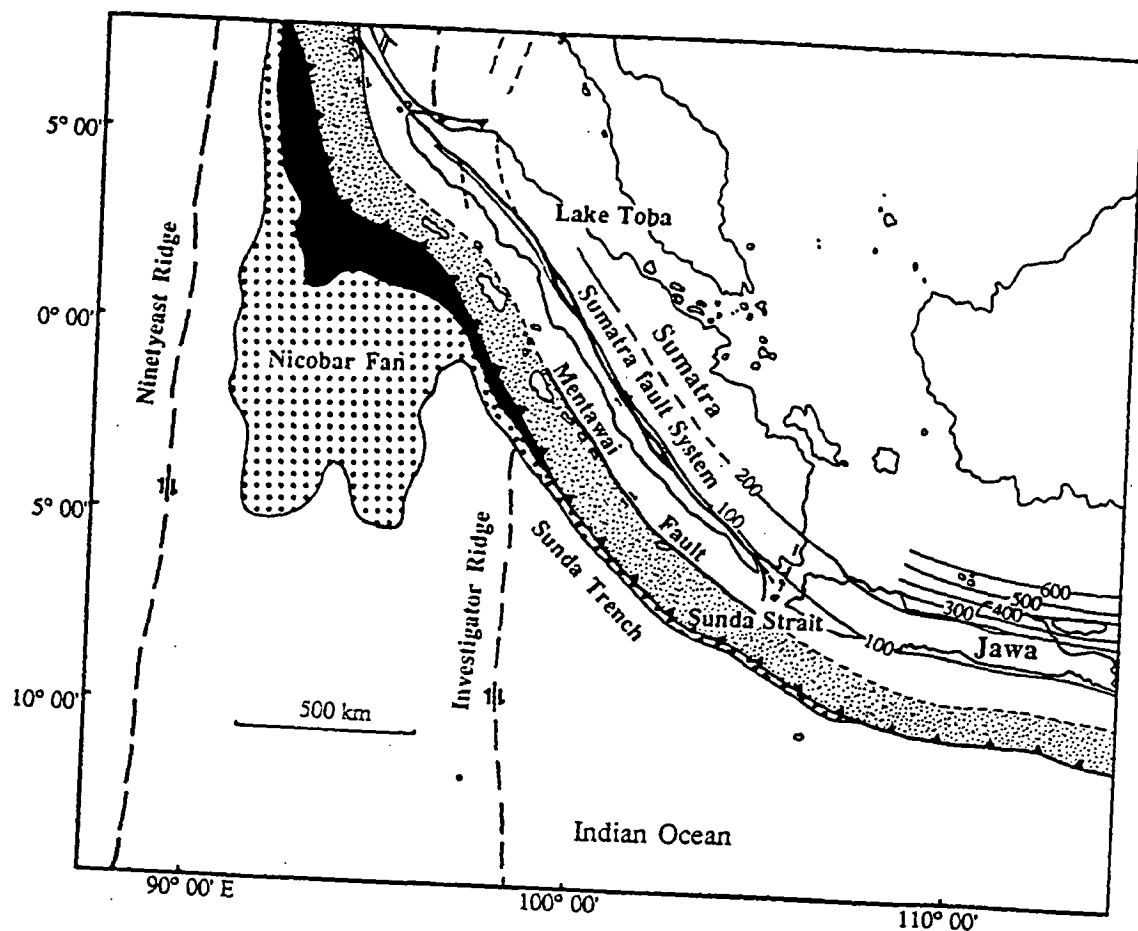 5° 00'
0° 00'
5° 00'
10° 00'
90° 00' E
100° 00'
110° 00'
Ninetyeast Ridge
Nicobar Fan
Investigator Ridge
Sunda Trench
500 km
Indian Ocean
Lake Toba
Sumatra
Sumatra fault System
Mentawai
Fault
200
100
Sunda Strait
100
Jawa
300
400
500
600